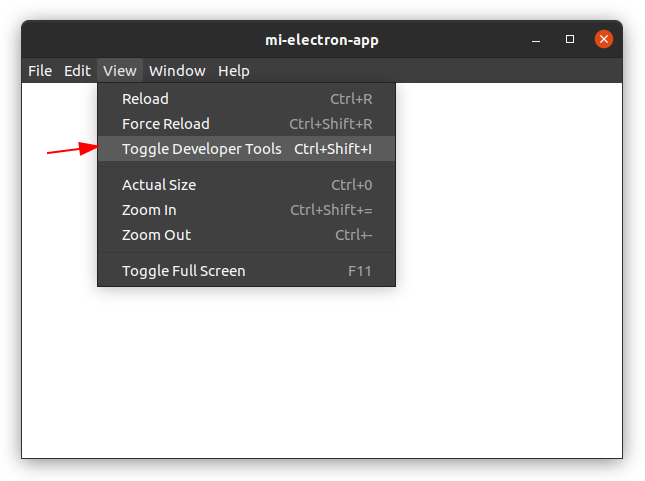 mi-electron-app
File Edit View Window Help
Reload Ctrl+R
Force Reload Ctrl+Shift+R
Toggle Developer Tools Ctrl+Shift+I
Actual Size Ctrl+0
Zoom In Ctrl+Shift+=
Zoom Out Ctrl+-
Toggle Full Screen F11